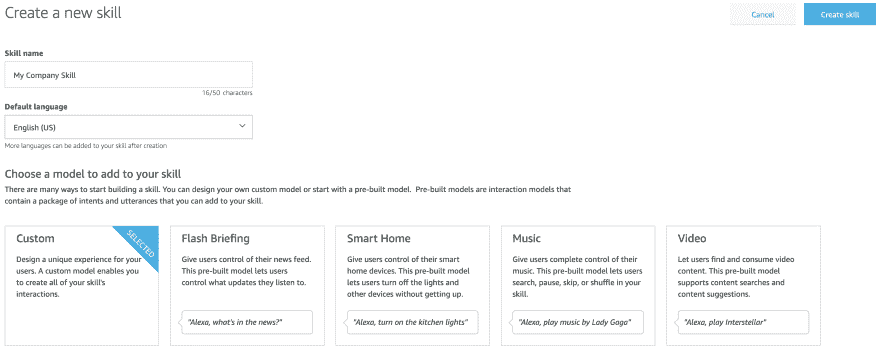 Create a new skill
Cancel
Create skill
Skill name
My Company Skill
16/50 characters
Default language
English (US)
More languages can be added to your skill after creation
Choose a model to add to your skill
There are many ways to start building a skill. You can design your own custom model or start with a pre-built model. Pre-built models are interaction models that
contain a package of intents and utterances that you can add to your skill.
Custom
SELECTED
Design a unique experience for your
users. A custom model enables you
to create all of your skill's
interactions.
Flash Briefing
Give users control of their news feed.
This pre-built model lets users
control what updates they listen to.
"Alexa, what's in the news?"
Smart Home
Give users control of their smart
home devices. This pre-built model
lets users turn off the lights and
other devices without getting up.
"Alexa, turn on the kitchen lights"
Music
Give users complete control of their
music. This pre-built model lets users
search, pause, skip, or shuffle in your
skill.
"Alexa, play music by Lady Gaga"
Video
Let users find and consume video
content. This pre-built model
supports content searches and
content suggestions.
"Alexa, play Interstellar"